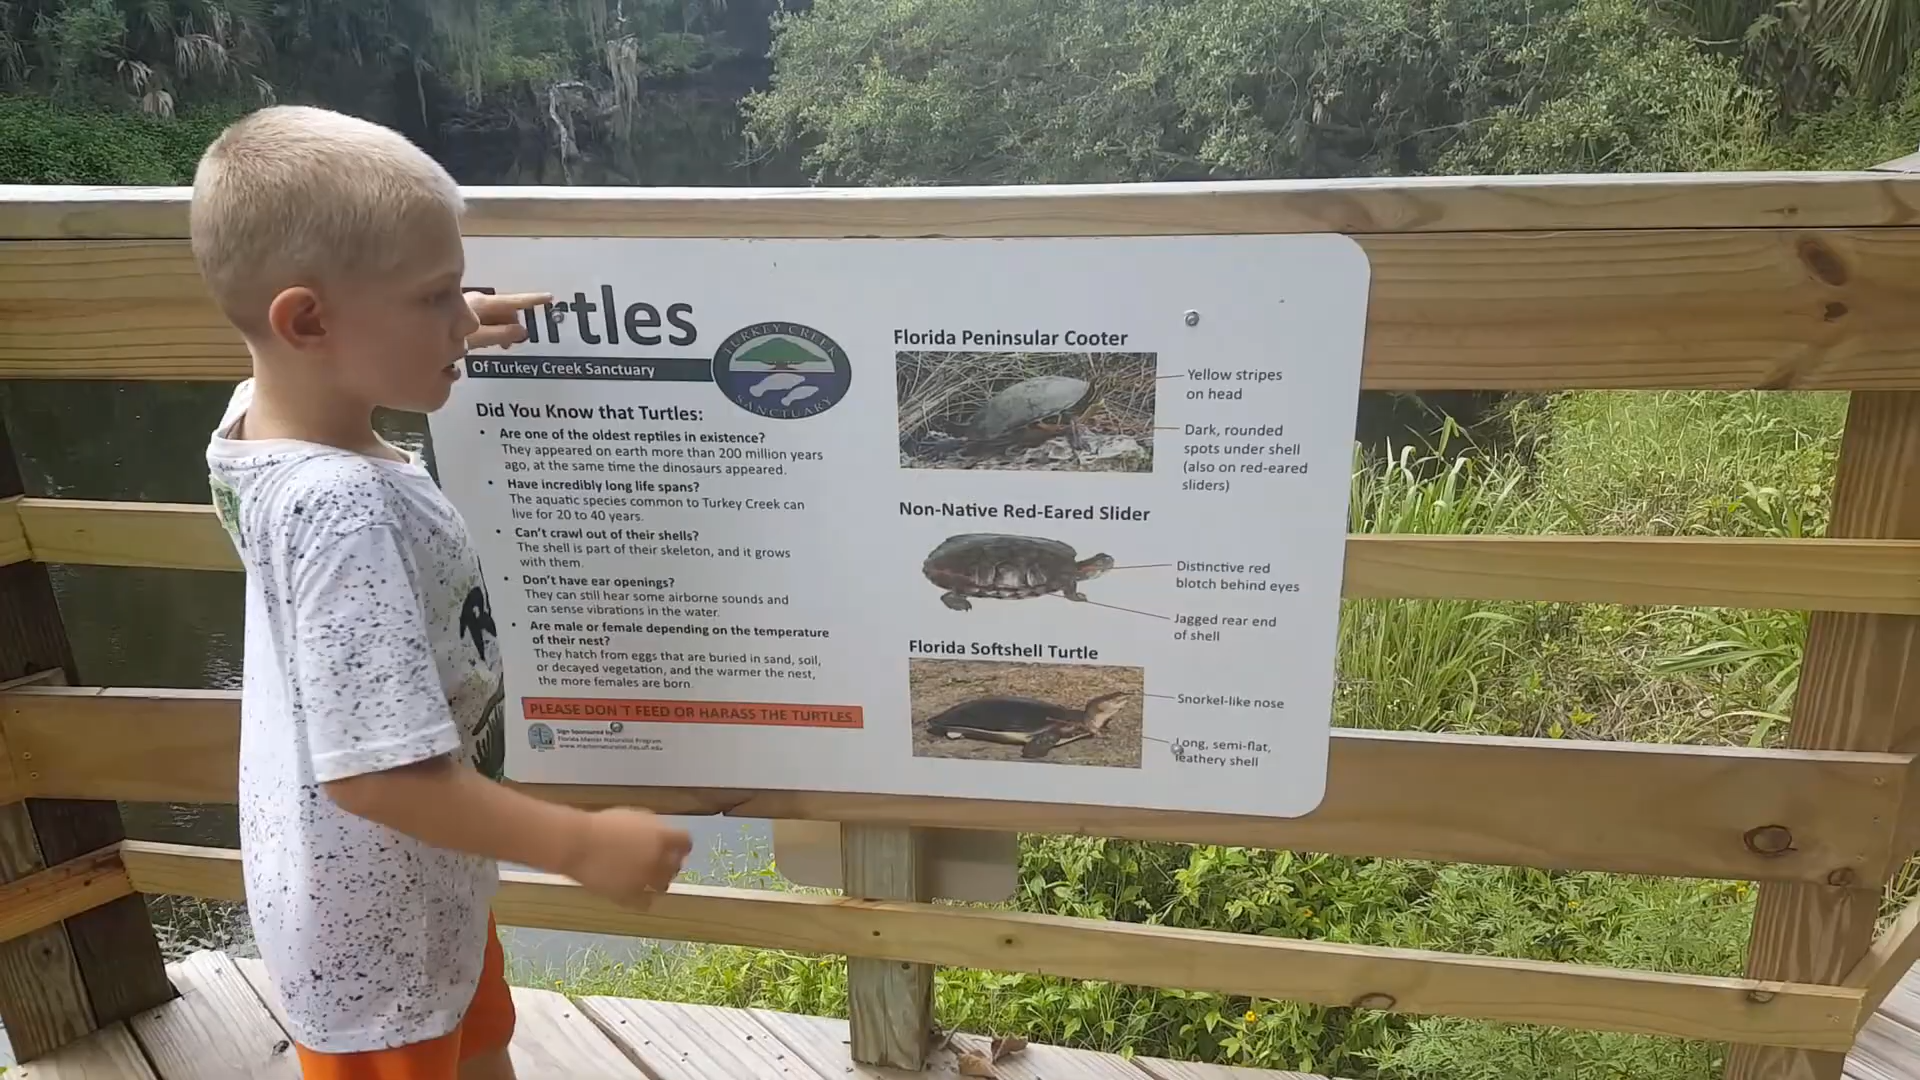 Turtles
Of Turkey Creek Sanctuary
TURKEY CREEK
SANCTUARY
Did You Know that Turtles:
• Are one of the oldest reptiles in existence?
They appeared on earth more than 200 million years
ago, at the same time the dinosaurs appeared.
• Have incredibly long life spans?
The aquatic species common to Turkey Creek can
live for 20 to 40 years.
• Can't crawl out of their shells?
The shell is part of their skeleton, and it grows
with them.
• Don't have ear openings?
They can still hear some airborne sounds and
can sense vibrations in the water.
• Are male or female depending on the temperature
of their nest?
They hatch from eggs that are buried in sand, soil,
or decayed vegetation, and the warmer the nest,
the more females are born.
PLEASE DON'T FEED OR HARASS THE TURTLES.
Sign Sponsored by
Florida Master Naturalist Program
www.masternaturalist.ifas.ufl.edu
Florida Peninsular Cooter
Yellow stripes
on head
Dark, rounded
spots under shell
(also on red-eared
sliders)
Non-Native Red-Eared Slider
Distinctive red
blotch behind eyes
Jagged rear end
of shell
Florida Softshell Turtle
Snorkel-like nose
Long, semi-flat,
leathery shell